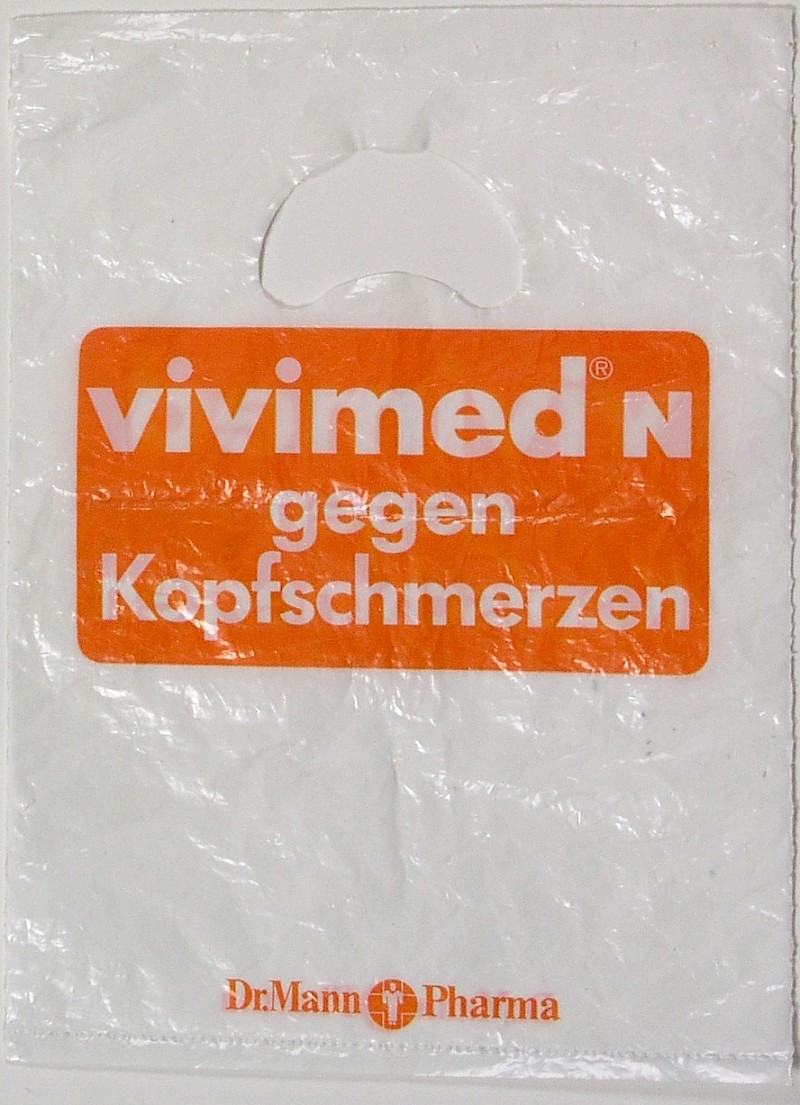 vivimed® N
gegen
Kopfschmerzen
Dr.Mann Pharma